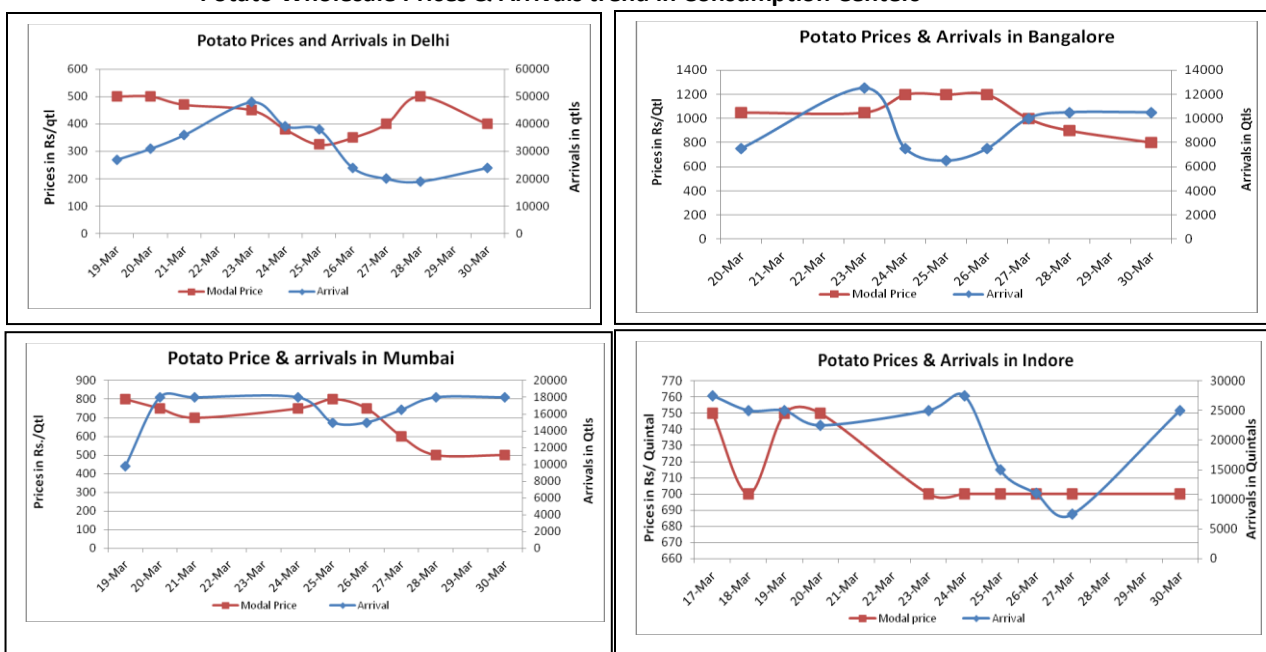 Potato Wholesale Prices & Arrivals trend in Consumption Centers
Potato Prices and Arrivals in Delhi
600
500
400
300
200
100
0
60000
50000
40000
30000
20000
10000
0
Prices in Rs/qtl
Arrivals in qtls
19-Mar
20-Mar
21-Mar
22-Mar
23-Mar
24-Mar
25-Mar
26-Mar
27-Mar
28-Mar
29-Mar
30-Mar
Modal Price
Arrival
Potato Prices & Arrivals in Bangalore
1400
1200
1000
800
600
400
200
0
14000
12000
10000
8000
6000
4000
2000
0
Prices in Rs/Qtl
Arrivals in Qtls
20-Mar
21-Mar
22-Mar
23-Mar
24-Mar
25-Mar
26-Mar
27-Mar
28-Mar
29-Mar
30-Mar
Modal Price
Arrival
Potato Price & arrivals in Mumbai
900
800
700
600
500
400
300
200
100
0
20000
18000
16000
14000
12000
10000
8000
6000
4000
2000
0
Prices in Rs./Qtl
Arrivals in Qtls
19-Mar
20-Mar
21-Mar
22-Mar
23-Mar
24-Mar
25-Mar
26-Mar
27-Mar
28-Mar
29-Mar
30-Mar
Modal Price
Arrival
Potato Prices & Arrivals in Indore
770
760
750
740
730
720
710
700
690
680
670
660
30000
25000
20000
15000
10000
5000
0
Prices in Rs/ Quintal
Arrivals in Quintals
17-Mar
18-Mar
19-Mar
20-Mar
21-Mar
22-Mar
23-Mar
24-Mar
25-Mar
26-Mar
27-Mar
28-Mar
29-Mar
30-Mar
Modal price
Arrival